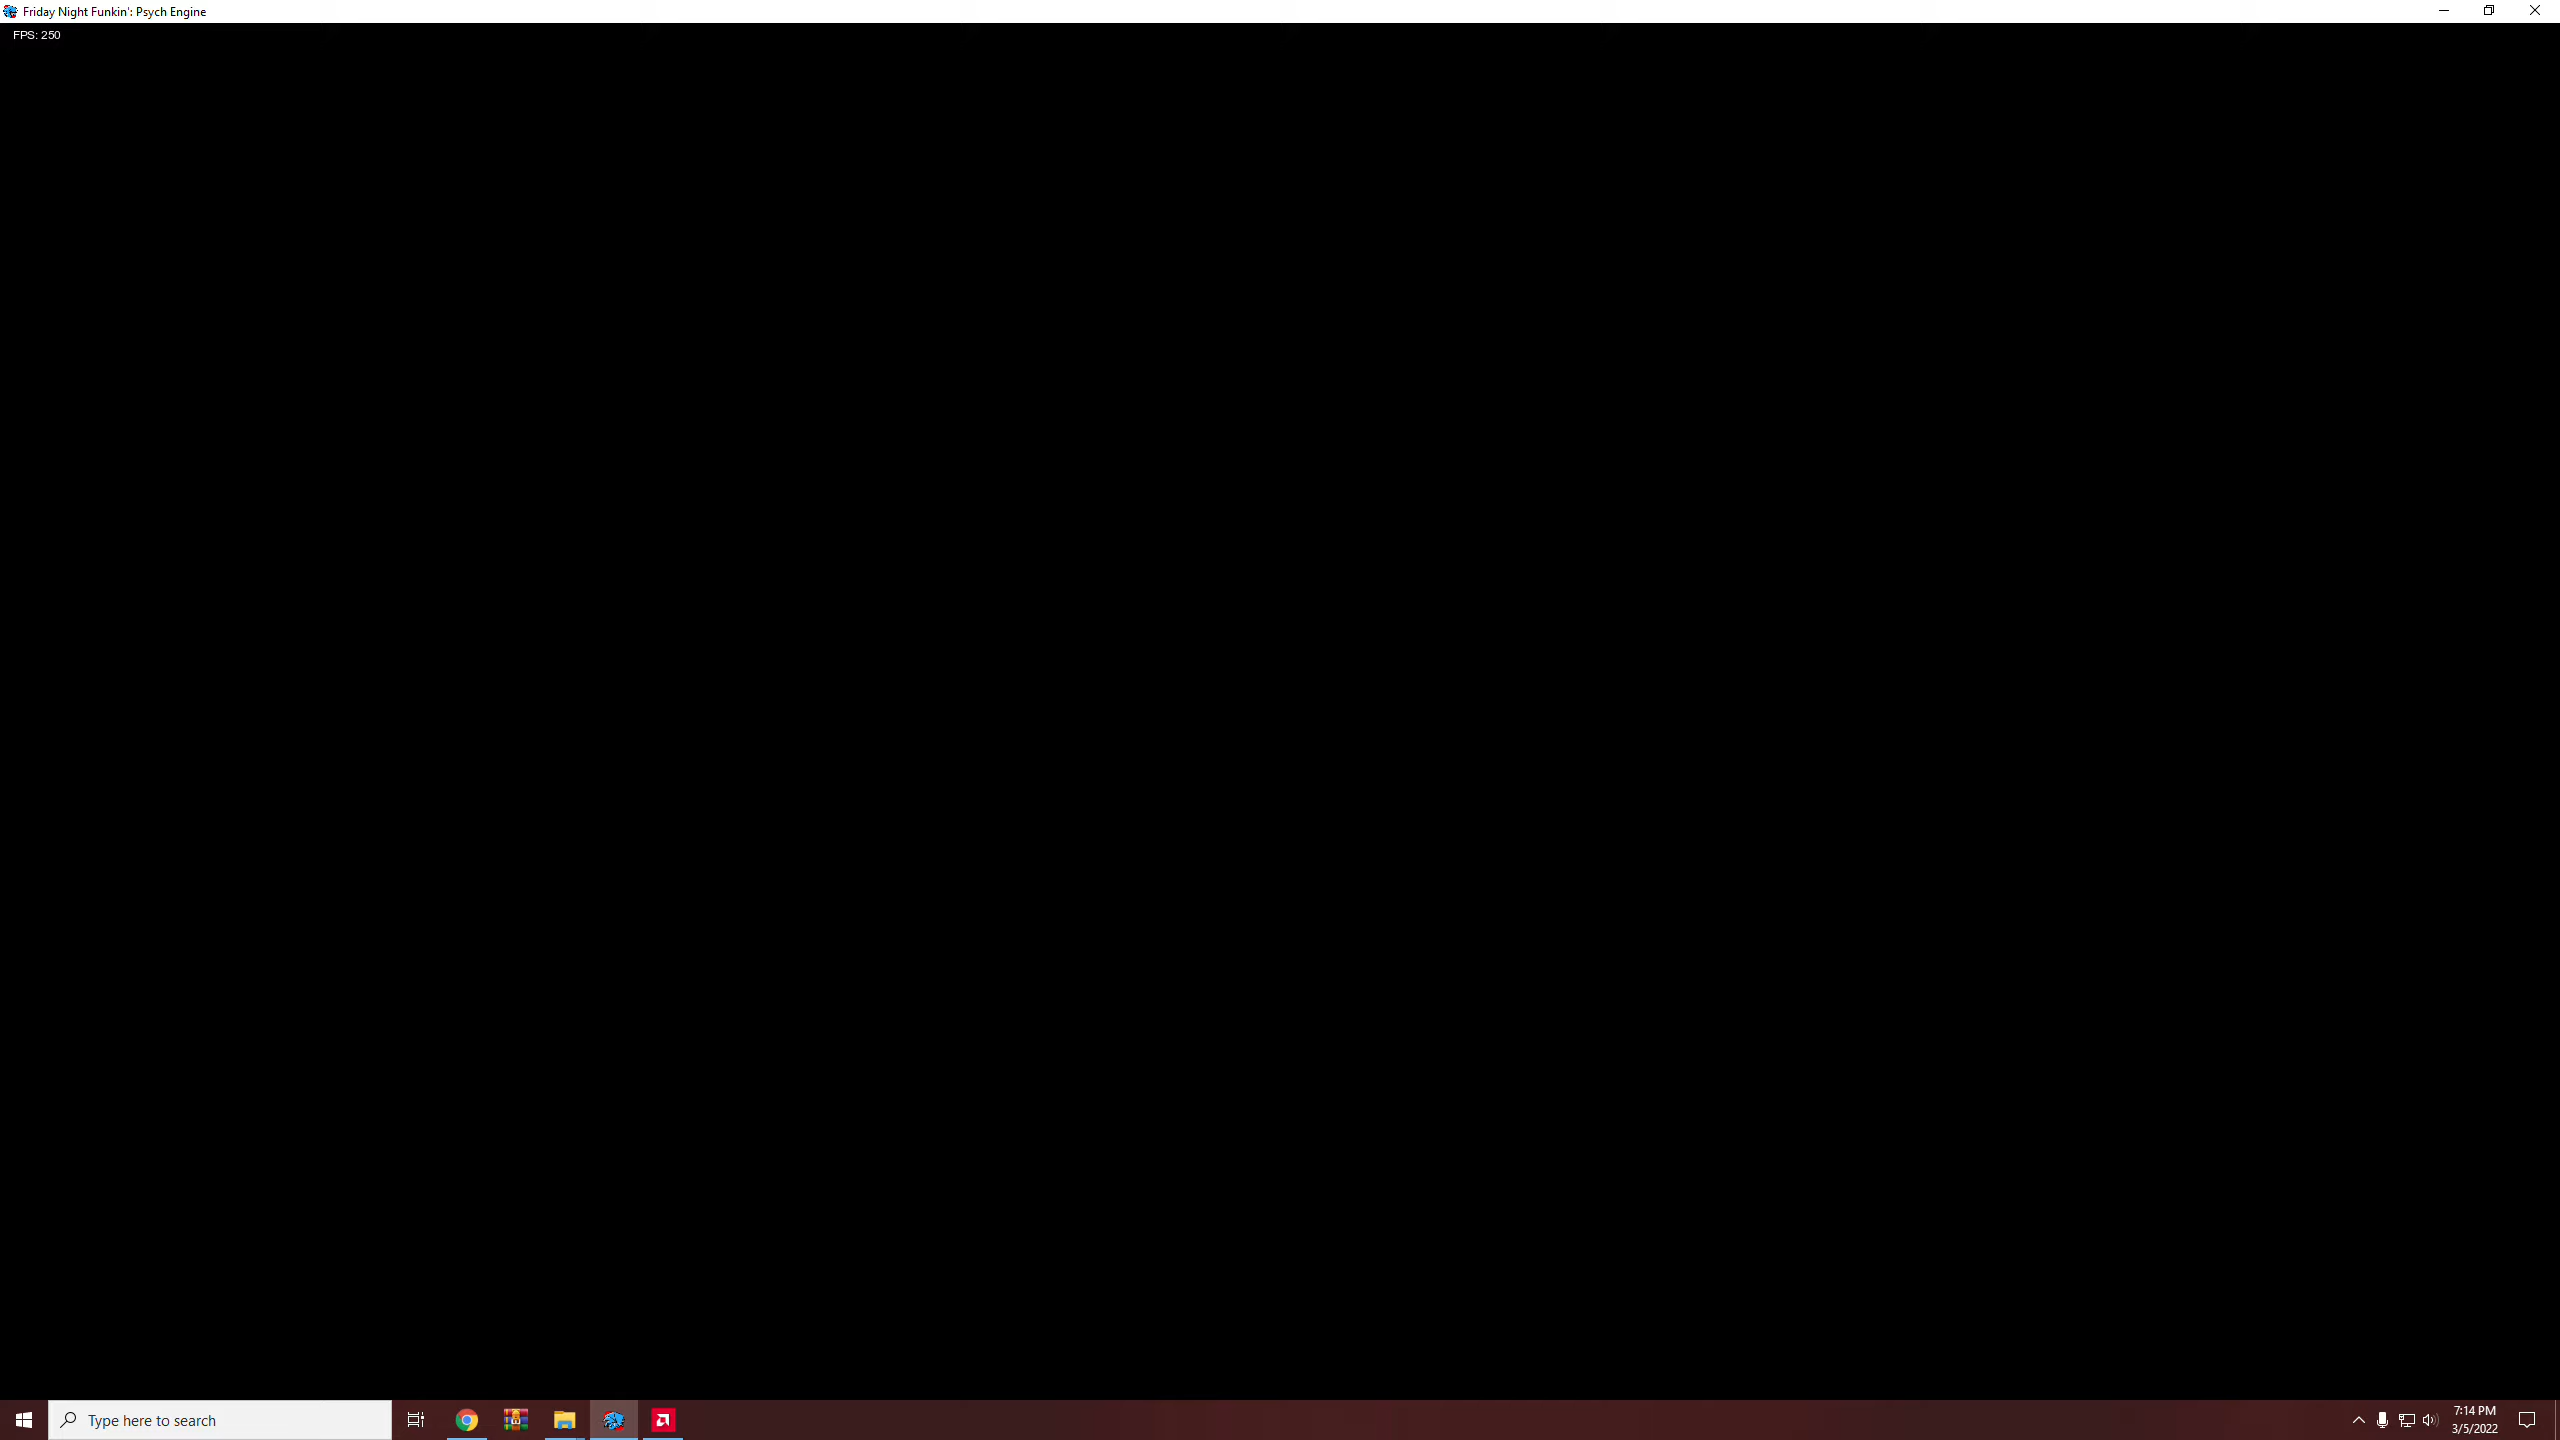 Friday Night Funkin': Psych Engine
FPS: 250
Type here to search
7:14 PM
3/5/2022